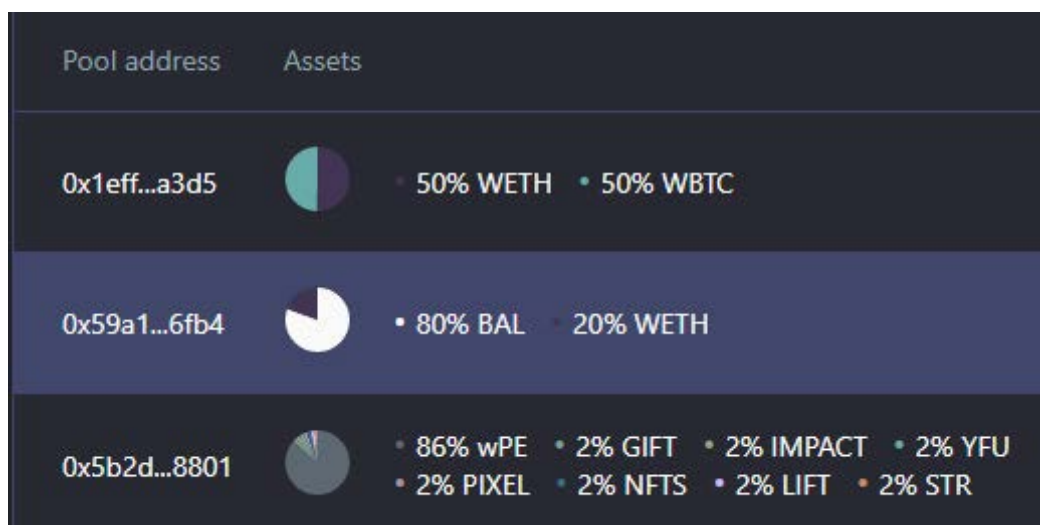 Pool address Assets
0x1eff...a3d5 50% WETH 50% WBTC
0x59a1...6fb4 80% BAL 20% WETH
86% wPE 2% GIFT 2% IMPACT 2% YFU
0x5b2d...8801
2% PIXEL 2% NFTS 2% LIFT 2% STR